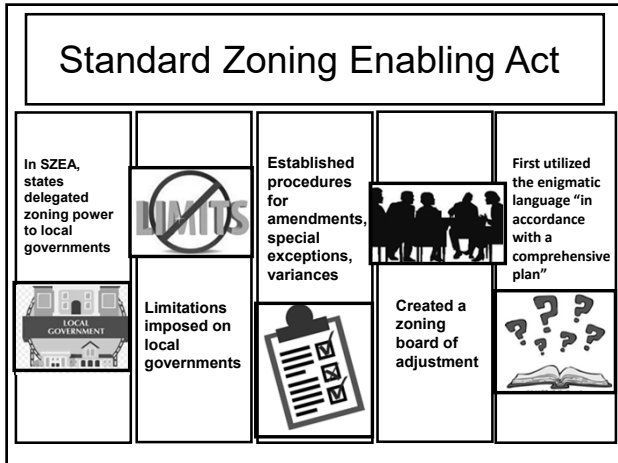 Standard Zoning Enabling Act
In SZEA,
states
delegated
zoning power
to local
governments
LOCAL
GOVERNMENT
LIMITS
Limitations
imposed on
local
governments
Established
procedures
for
amendments,
special
exceptions,
variances
Created a
zoning
board of
adjustment
First utilized
the enigmatic
language “in
accordance
with a
comprehensive
plan”
? ? ? ? ? ?